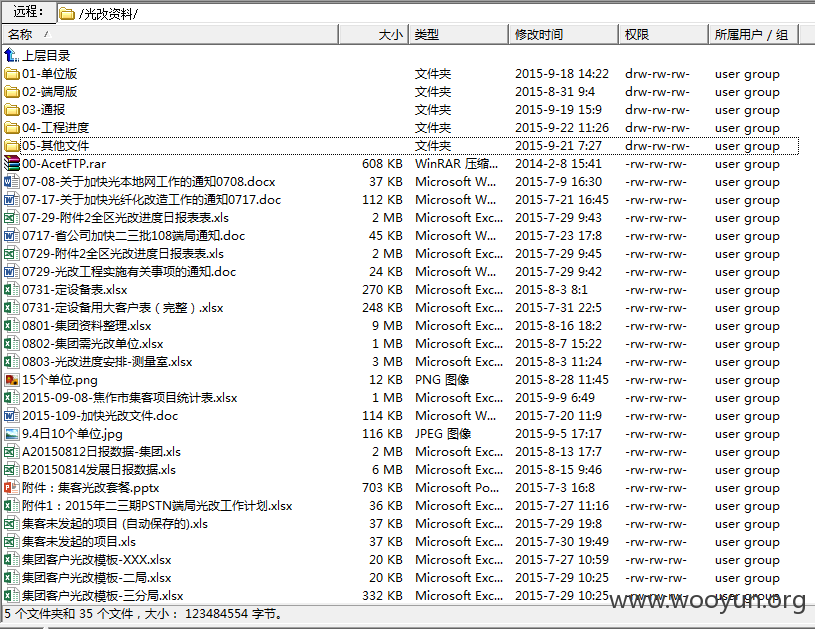 远程： /光改资料/
名称 大小 类型 修改时间 权限 所属用户 / 组
上层目录
01-单位版 文件夹 2015-9-18 14:22 drw-rw-rw- user group
02-端局版 文件夹 2015-8-31 9:4 drw-rw-rw- user group
03-通报 文件夹 2015-9-19 15:9 drw-rw-rw- user group
04-工程进度 文件夹 2015-9-22 11:26 drw-rw-rw- user group
05-其他文件 文件夹 2015-9-21 7:27 drw-rw-rw- user group
00-AcetFTP.rar 608 KB WinRAR 压缩... 2014-2-8 15:41 -rw-rw-rw- user group
07-08-关于加快光本地网工作的通知0708.docx 37 KB Microsoft W... 2015-7-9 16:30 -rw-rw-rw- user group
07-17-关于加快光纤化改造工作的通知0717.doc 112 KB Microsoft W... 2015-7-21 16:45 -rw-rw-rw- user group
07-29-附件2全区光改进度日报表表.xls 2 MB Microsoft Exc... 2015-7-29 9:43 -rw-rw-rw- user group
0717-省公司加快二三批108端局通知.doc 45 KB Microsoft W... 2015-7-23 17:8 -rw-rw-rw- user group
0729-附件2全区光改进度日报表表.xls 2 MB Microsoft Exc... 2015-7-29 9:45 -rw-rw-rw- user group
0729-光改工程实施有关事项的通知.doc 24 KB Microsoft W... 2015-7-29 9:42 -rw-rw-rw- user group
0731-定设备表.xlsx 270 KB Microsoft Exc... 2015-8-3 8:1 -rw-rw-rw- user group
0731-定设备用大客户表（完整）.xlsx 248 KB Microsoft Exc... 2015-7-31 22:5 -rw-rw-rw- user group
0801-集团资料整理.xlsx 9 MB Microsoft Exc... 2015-8-16 18:2 -rw-rw-rw- user group
0802-集团需光改单位.xlsx 1 MB Microsoft Exc... 2015-8-7 15:22 -rw-rw-rw- user group
0803-光改进度安排-测量室.xlsx 3 MB Microsoft Exc... 2015-8-3 11:24 -rw-rw-rw- user group
15个单位.png 12 KB PNG 图像 2015-8-28 11:45 -rw-rw-rw- user group
2015-09-08-焦作市集客项目统计表.xlsx 1 MB Microsoft Exc... 2015-9-9 6:49 -rw-rw-rw- user group
2015-109-加快光改文件.doc 114 KB Microsoft W... 2015-7-20 11:9 -rw-rw-rw- user group
9.4日10个单位.jpg 116 KB JPEG 图像 2015-9-5 17:17 -rw-rw-rw- user group
A20150812日报数据-集团.xls 2 MB Microsoft Exc... 2015-8-13 17:7 -rw-rw-rw- user group
B20150814发展日报数据.xls 6 MB Microsoft Exc... 2015-8-15 9:46 -rw-rw-rw- user group
附件：集客光改套餐.pptx 703 KB Microsoft Po... 2015-7-3 16:8 -rw-rw-rw- user group
附件1：2015年二三期PSTN端局光改工作计划.xlsx 36 KB Microsoft Exc... 2015-7-27 11:16 -rw-rw-rw- user group
集客未发起的项目 (自动保存的).xls 37 KB Microsoft Exc... 2015-7-29 19:8 -rw-rw-rw- user group
集客未发起的项目.xls 37 KB Microsoft Exc... 2015-7-30 19:49 -rw-rw-rw- user group
集团客户光改模板-XXX.xlsx 20 KB Microsoft Exc... 2015-7-27 10:59 -rw-rw-rw- user group
集团客户光改模板-二局.xlsx 20 KB Microsoft Exc... 2015-7-29 10:25 -rw-rw-rw- user group
集团客户光改模板-三分局.xlsx 332 KB Microsoft Exc... 2015-7-29 10:25 -rw-rw-rw- user group
www.wooyun.org
5 个文件夹和 35 个文件，大小： 123484554 字节。